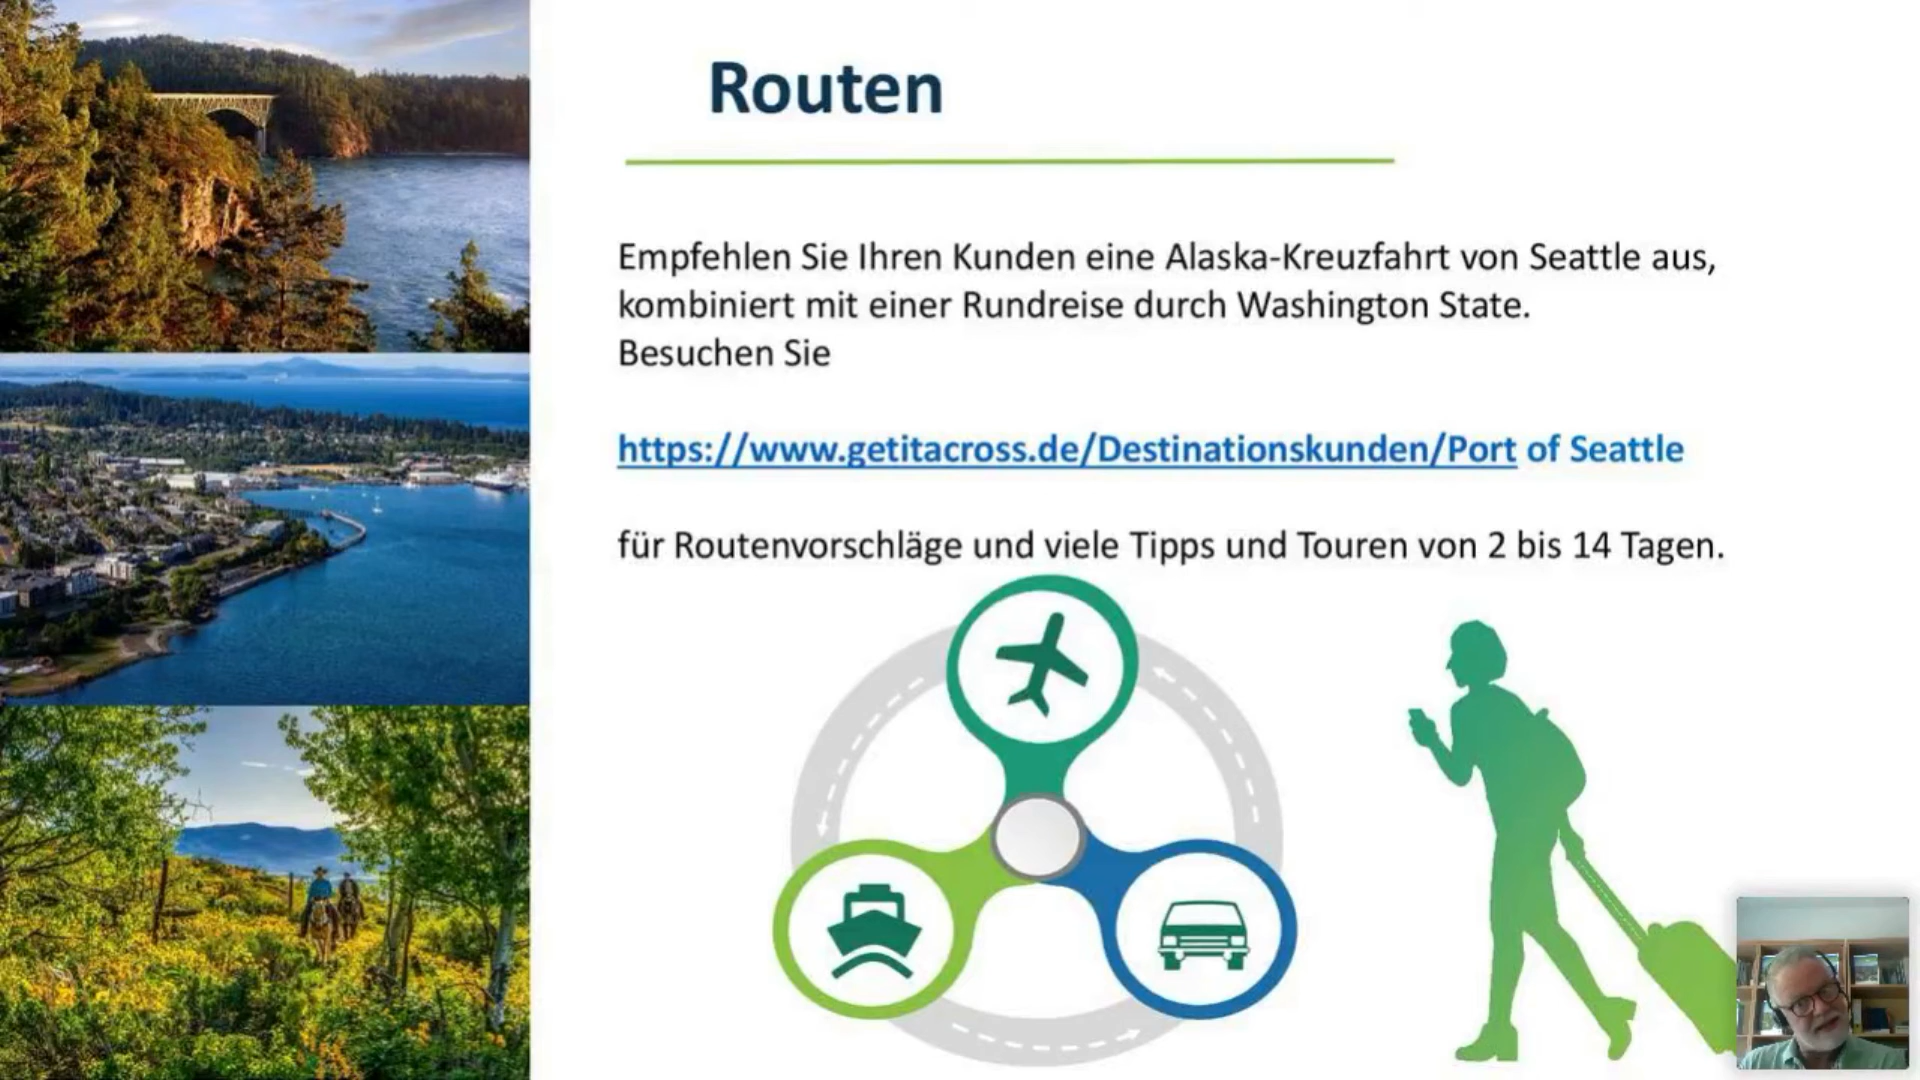 Routen
Empfehlen Sie Ihren Kunden eine Alaska-Kreuzfahrt von Seattle aus,
kombiniert mit einer Rundreise durch Washington State.
Besuchen Sie
https://www.getitacross.de/Destinationskunden/Port of Seattle
für Routenvorschläge und viele Tipps und Touren von 2 bis 14 Tagen.